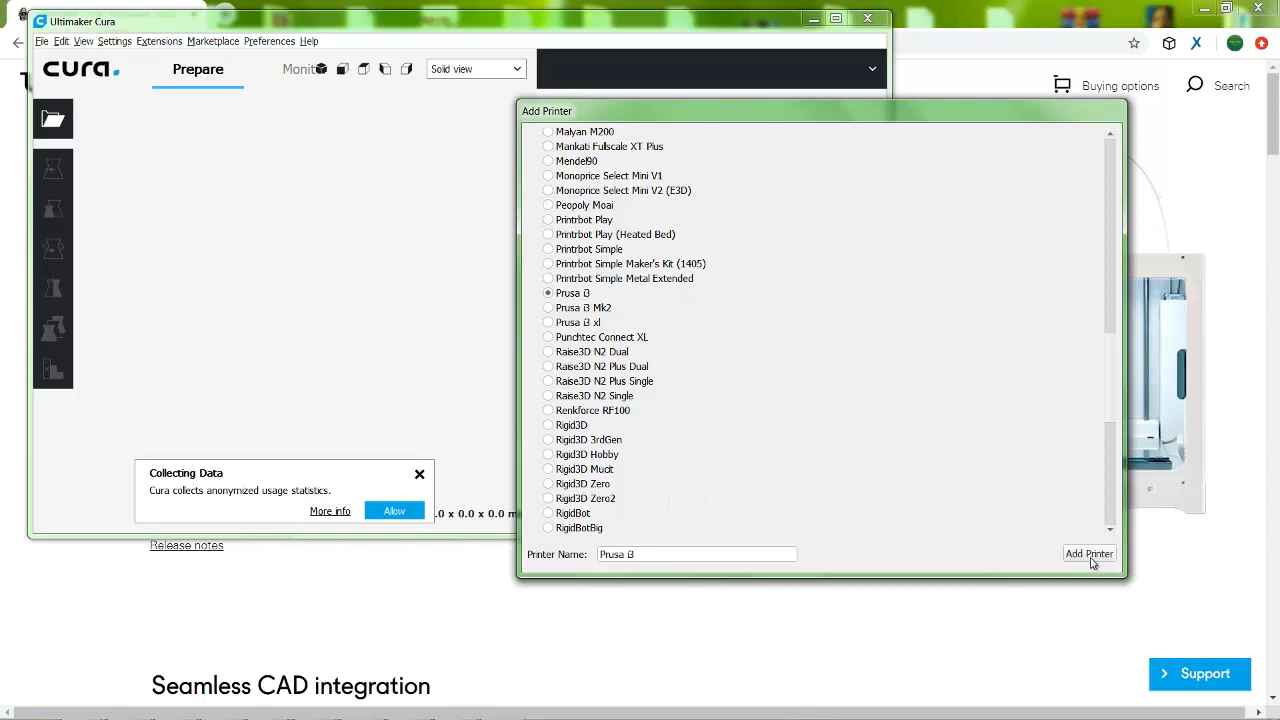 Ultimaker Cura
File Edit View Settings Extensions Marketplace Preferences Help
cura.
Prepare
Monit
Solid view
Buying options
Search
Add Printer
Malyan M200
Mankati Fullscale XT Plus
Mendel90
Monoprice Select Mini V1
Monoprice Select Mini V2 (E3D)
Peopoly Moai
Printrbot Play
Printrbot Play (Heated Bed)
Printrbot Simple
Printrbot Simple Maker's Kit (1405)
Printrbot Simple Metal Extended
Prusa i3
Prusa i3 Mk2
Prusa i3 xl
Punchtec Connect XL
Raise3D N2 Dual
Raise3D N2 Plus Dual
Raise3D N2 Plus Single
Raise3D N2 Single
Renkforce RF100
Rigid3D
Rigid3D 3rdGen
Rigid3D Hobby
Rigid3D Mucit
Rigid3D Zero
Rigid3D Zero2
RigidBot
RigidBotBig
Printer Name: Prusa i3
Add Printer
Collecting Data
Cura collects anonymized usage statistics.
More info
Allow
.0 x 0.0 x 0.0 m
Release notes
Seamless CAD integration
Support